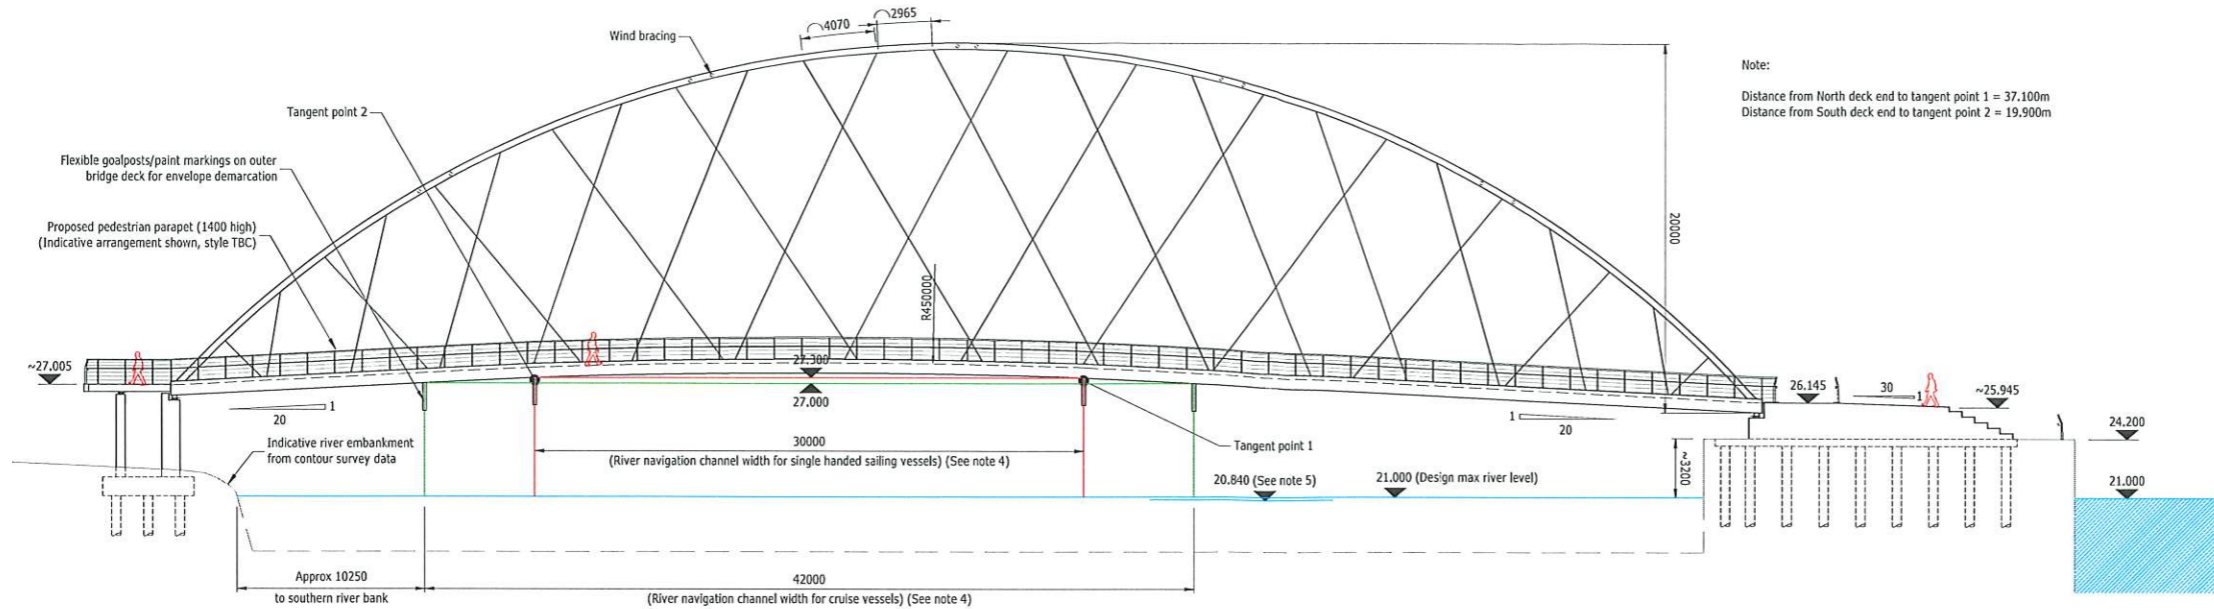 ⌒4070
⌒2965
Wind bracing
Note:
Distance from North deck end to tangent point 1 = 37.100m
Distance from South deck end to tangent point 2 = 19.900m
Tangent point 2
Flexible goalposts/paint markings on outer
bridge deck for envelope demarcation
Proposed pedestrian parapet (1400 high)
(Indicative arrangement shown, style TBC)
20000
R450000
~27.005
27.300
27.000
1
20
26.145
30
1
~25.945
1
20
24.200
Indicative river embankment
from contour survey data
30000
(River navigation channel width for single handed sailing vessels) (See note 4)
Tangent point 1
~3200
20.840 (See note 5)
21.000 (Design max river level)
21.000
Approx 10250
to southern river bank
42000
(River navigation channel width for cruise vessels) (See note 4)